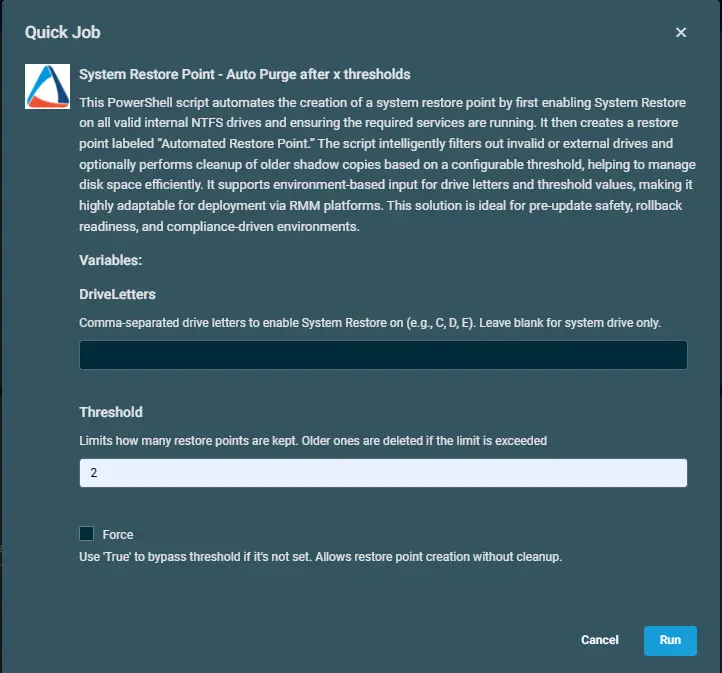 Quick Job
System Restore Point - Auto Purge after x thresholds
This PowerShell script automates the creation of a system restore point by first enabling System Restore
on all valid internal NTFS drives and ensuring the required services are running. It then creates a restore
point labeled “Automated Restore Point.” The script intelligently filters out invalid or external drives and
optionally performs cleanup of older shadow copies based on a configurable threshold, helping to manage
disk space efficiently. It supports environment-based input for drive letters and threshold values, making it
highly adaptable for deployment via RMM platforms. This solution is ideal for pre-update safety, rollback
readiness, and compliance-driven environments.
Variables:
DriveLetters
Comma-separated drive letters to enable System Restore on (e.g., C, D, E). Leave blank for system drive only.
Threshold
Limits how many restore points are kept. Older ones are deleted if the limit is exceeded
2
Force
Use 'True' to bypass threshold if it's not set. Allows restore point creation without cleanup.
Cancel Run